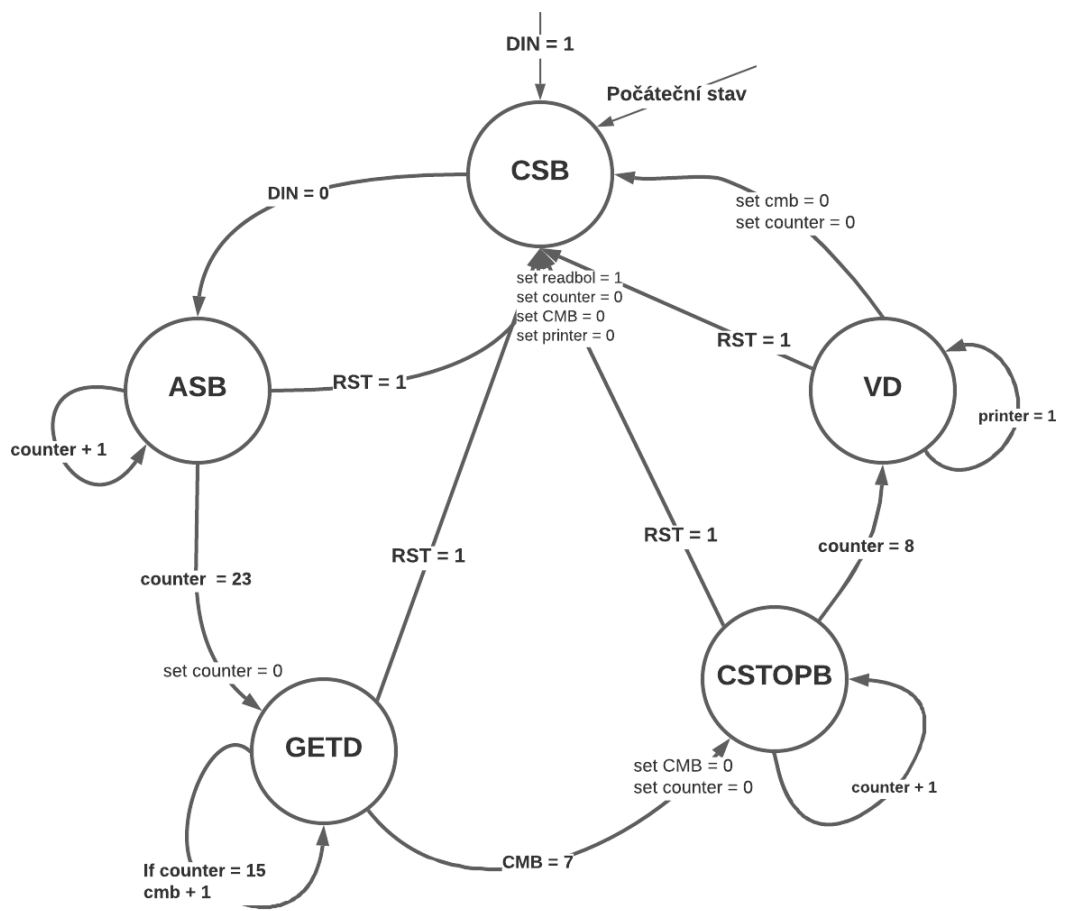 DIN = 1
Počáteční stav
CSB
DIN = 0
set cmb = 0
set counter = 0
set readbol = 1
set counter = 0
set CMB = 0
set printer = 0
RST = 1
ASB
RST = 1
VD
printer = 1
counter + 1
counter = 23
RST = 1
RST = 1
counter = 8
set counter = 0
CSTOPB
GETD
set CMB = 0
set counter = 0
counter + 1
CMB = 7
If counter = 15
cmb + 1